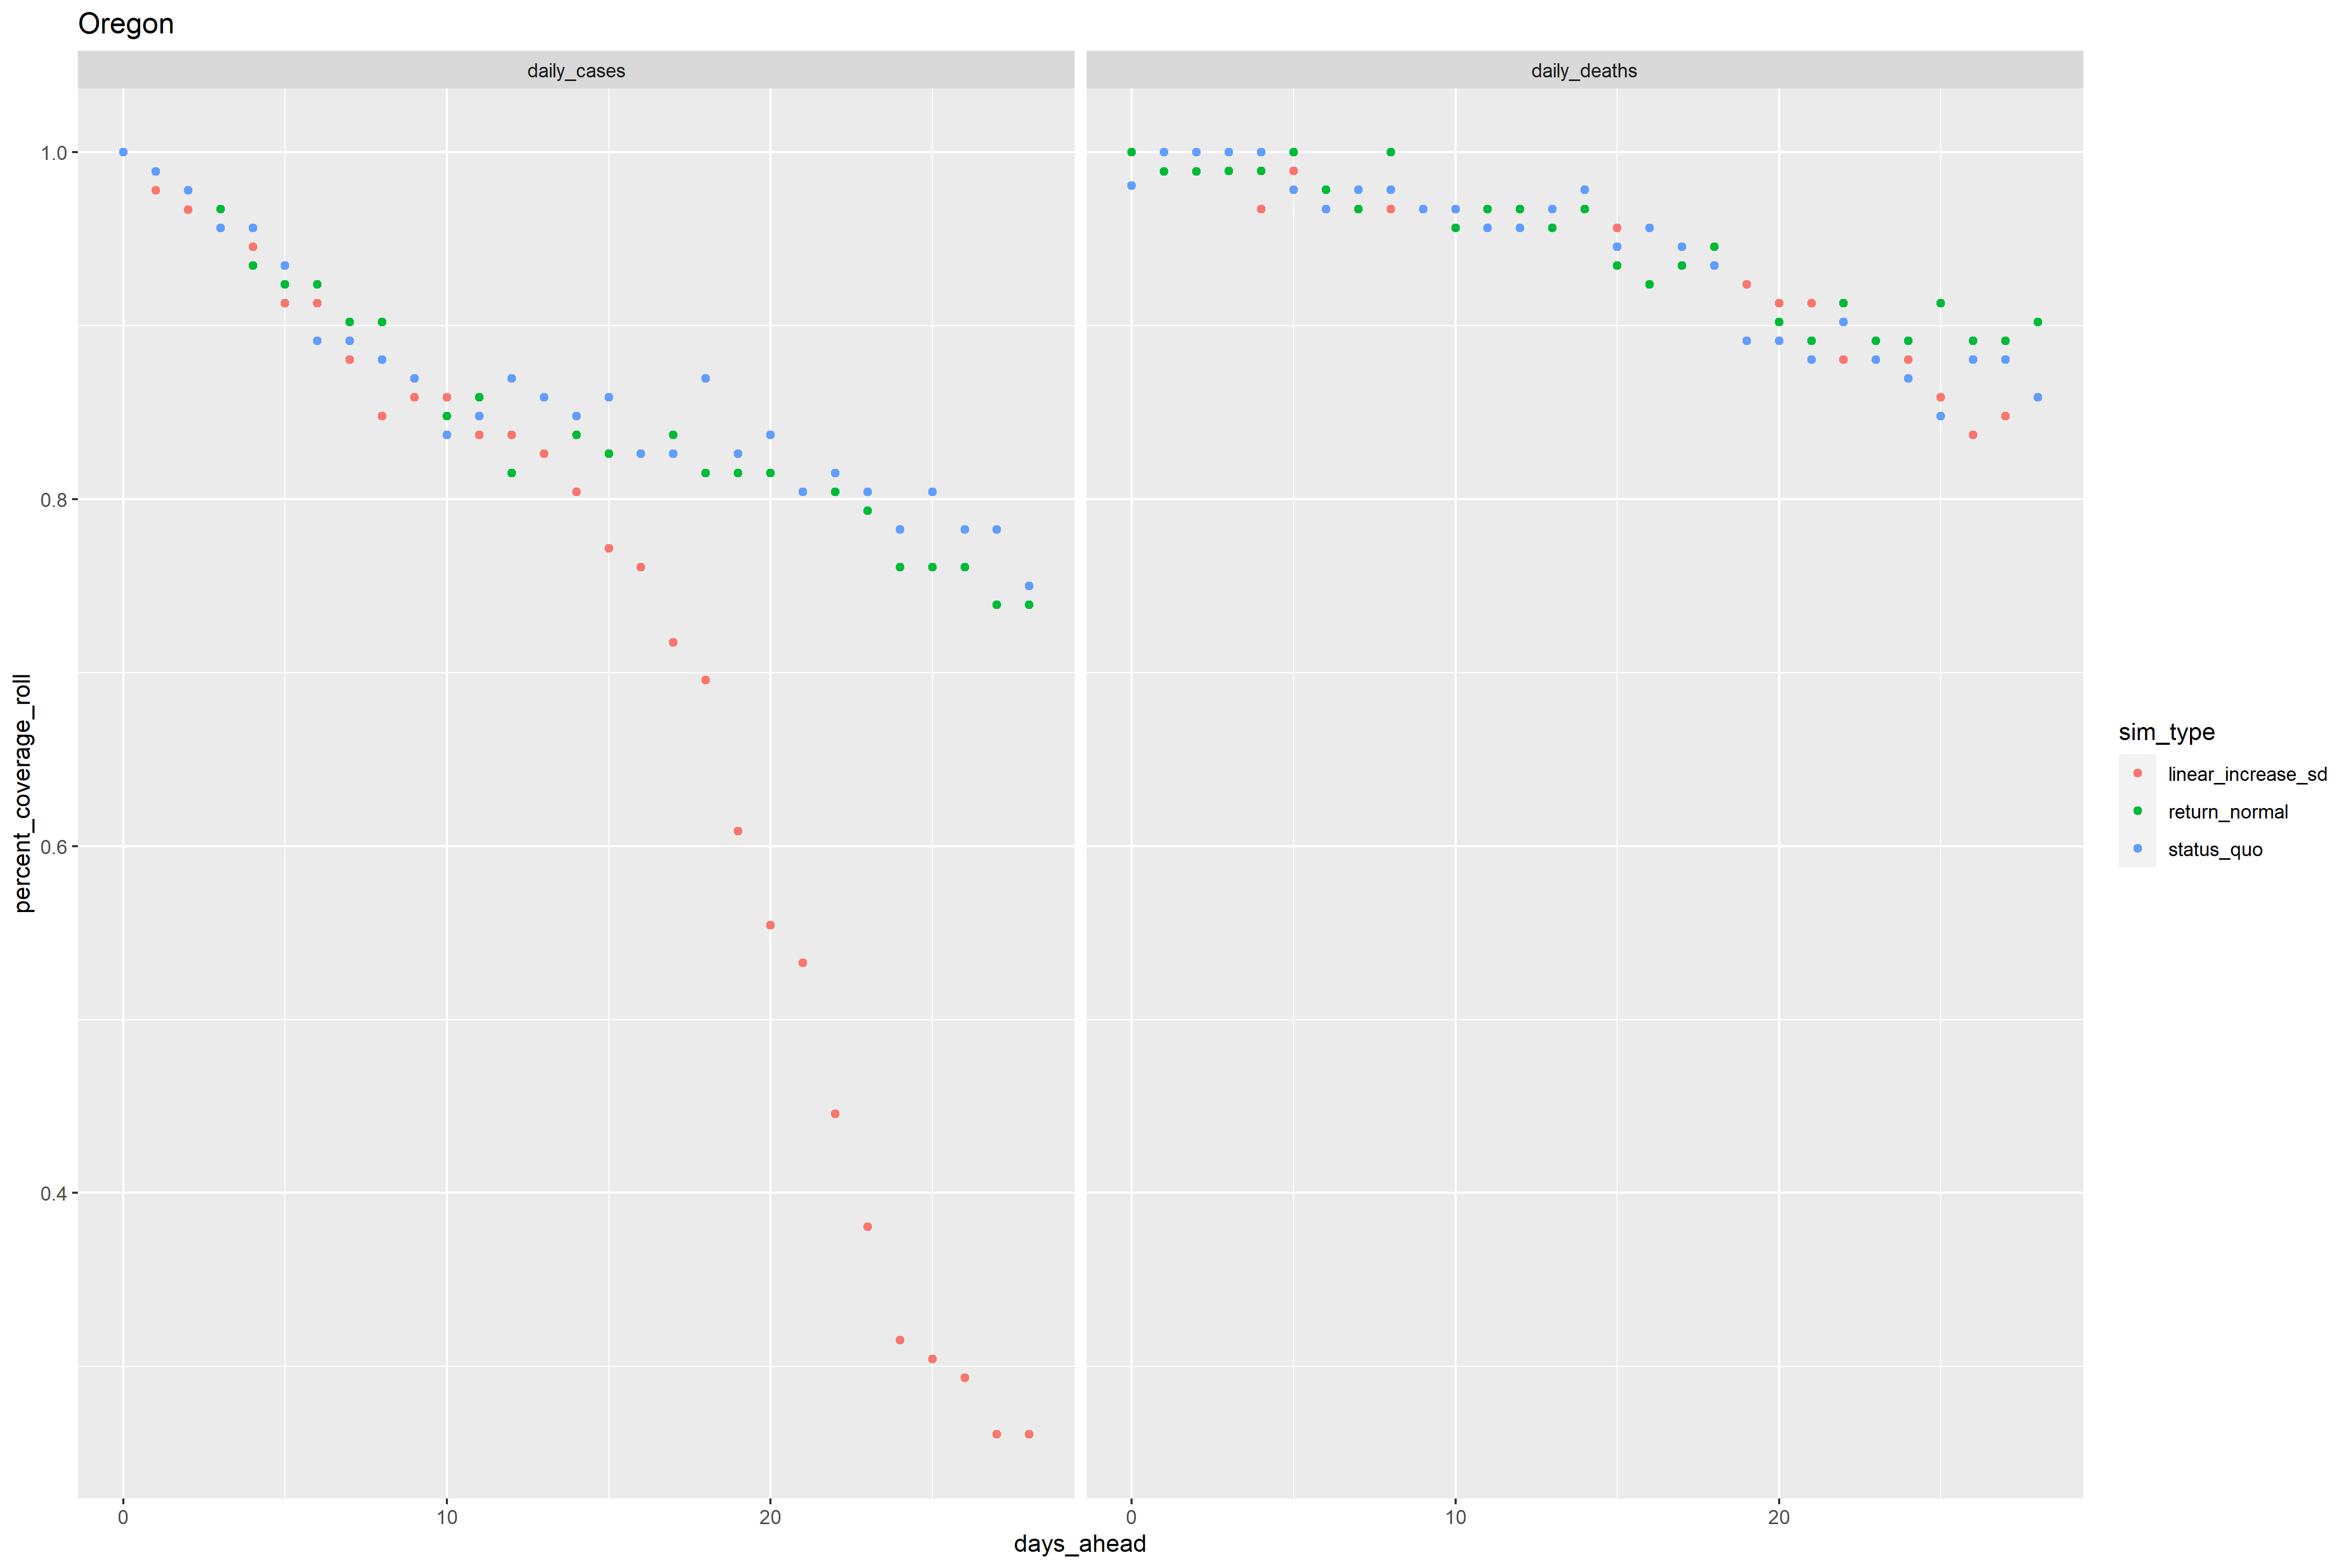 Oregon
daily_cases
daily_deaths
percent_coverage_roll
1.0
0.8
0.6
0.4
0
10
20
0
10
20
days_ahead
sim_type
linear_increase_sd
return_normal
status_quo